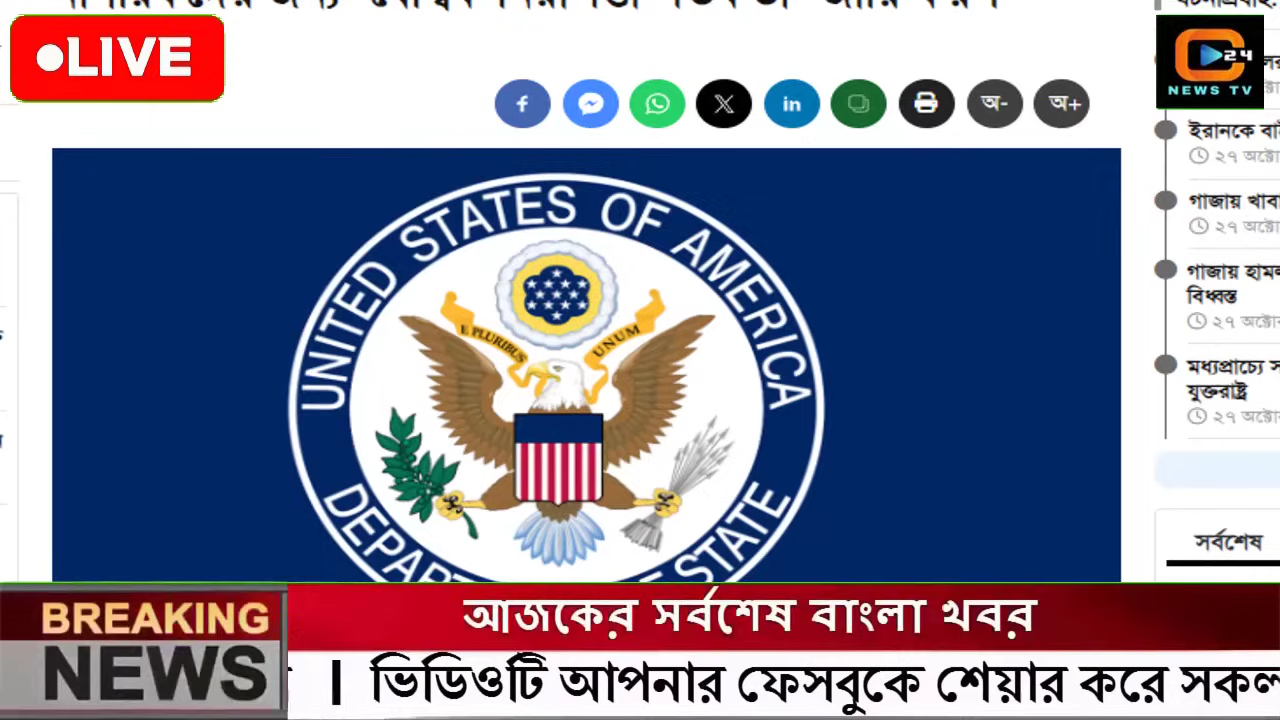 LIVE
24
NEWS TV
অ-
অ+
ইরানকে
২৭
গাজায়
২৭
গাজায়
বিধ্বস্ত
২৭
মধ্যপ্রাচ্যে
যুক্তরাষ্ট্র
২৭
UNITED STATES OF AMERICA
E PLURIBUS UNUM
সর্বশেষ
BREAKING
NEWS
আজকের সর্বশেষ বাংলা খবর
| ভিডিওটি আপনার ফেসবুকে শেয়ার করে সকল